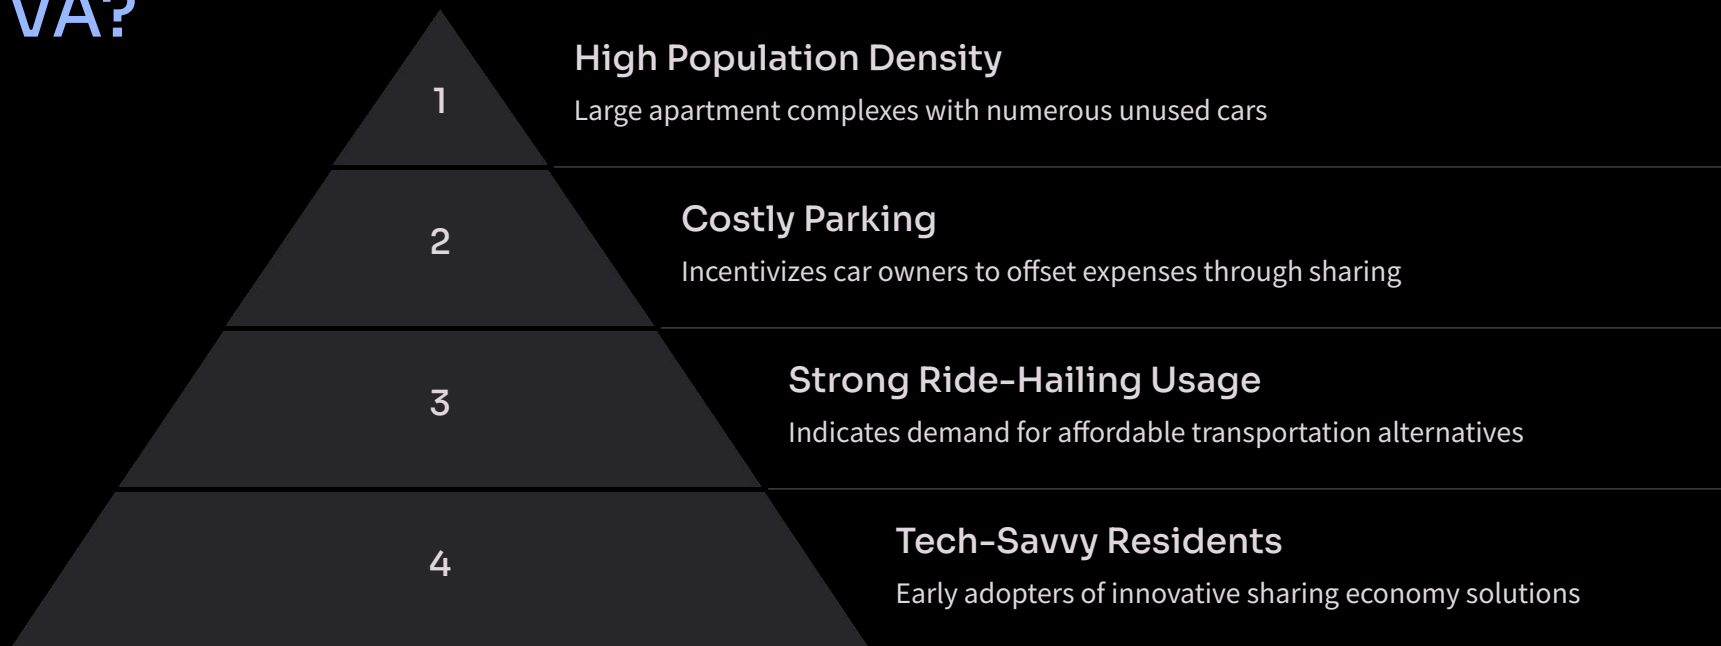 VA?
1
High Population Density
Large apartment complexes with numerous unused cars
2
Costly Parking
Incentivizes car owners to offset expenses through sharing
3
Strong Ride-Hailing Usage
Indicates demand for affordable transportation alternatives
4
Tech-Savvy Residents
Early adopters of innovative sharing economy solutions